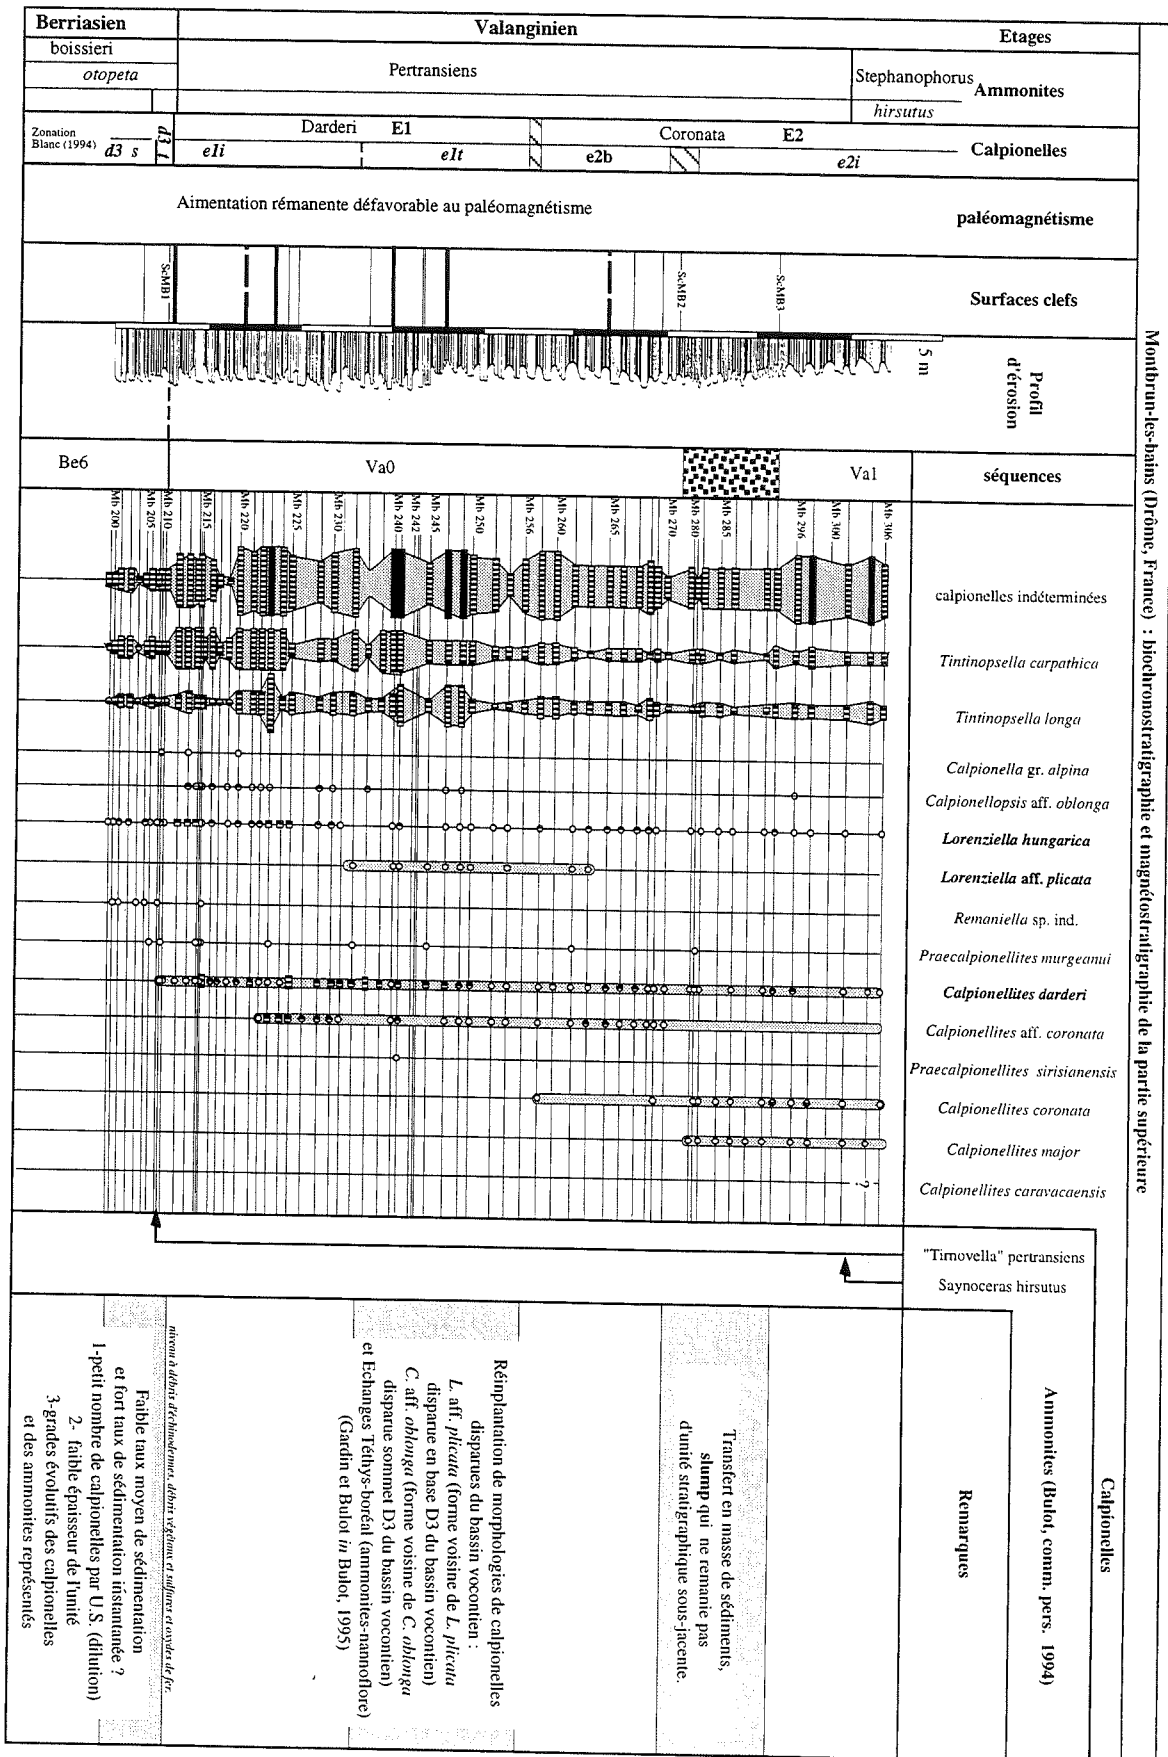 Montbrun-les-bains (Drôme, France) : biochronostratigraphie et magnétostratigraphie de la partie supérieure
Berriasien
Valanginien
Etages
boissieri
otopeta
Pertransiens
Stephanophorus
hirsutus
Ammonites
Zonation
Blanc (1994)
d3 s
d3 t
Darderi E1
Coronata E2
e1i
e1t
e2b
e2i
Calpionelles
Aimentation rémanente défavorable au paléomagnétisme
paléomagnétisme
ScMB1
ScMB2
ScMB3
Surfaces clefs
5 m
Profil
d'érosion
Be6
Va0
Va1
séquences
Mb 200
Mb 205
Mb 210
Mb 215
Mb 220
Mb 225
Mb 230
Mb 240
Mb 242
Mb 245
Mb 250
Mb 256
Mb 260
Mb 265
Mb 270
Mb 280
Mb 285
Mb 296
Mb 300
Mb 306
calpionelles indéterminées
Tintinopsella carpathica
Tintinopsella longa
Calpionella gr. alpina
Calpionellopsis aff. oblonga
Lorenziella hungarica
Lorenziella aff. plicata
Remaniella sp. ind.
Praecalpionellites murgeanui
Calpionellites darderi
Calpionellites aff. coronata
Praecalpionellites sirisianensis
Calpionellites coronata
Calpionellites major
?
Calpionellites caravacaensis
"Tirnovella" pertransiens
Saynoceras hirsutus
Calpionelles
Ammonites (Bulot, comm. pers. 1994)
Remarques
Transfert en masse de sédiments,
slump qui ne remanie pas
d'unité stratigraphique sous-jacente.
Réinplantation de morphologies de calpionelles
disparues du bassin vocontien :
L. aff. plicata (forme voisine de L. plicata
disparue en base D3 du bassin vocontien)
C. aff. oblonga (forme voisine de C. oblonga
disparue sommet D3 du bassin vocontien)
et Echanges Téthys-boréal (ammonites-nannoflore)
(Gardin et Bulot in Bulot, 1995)
niveau à débris d'échinodermes, débris végétaux et sulfures et oxydes de fer.
Faible taux moyen de sédimentation
et fort taux de sédimentation instantanée ?
1-petit nombre de calpionelles par U.S. (dilution)
2- faible épaisseur de l'unité
3-grades évolutifs des calpionelles
et des ammonites représentés